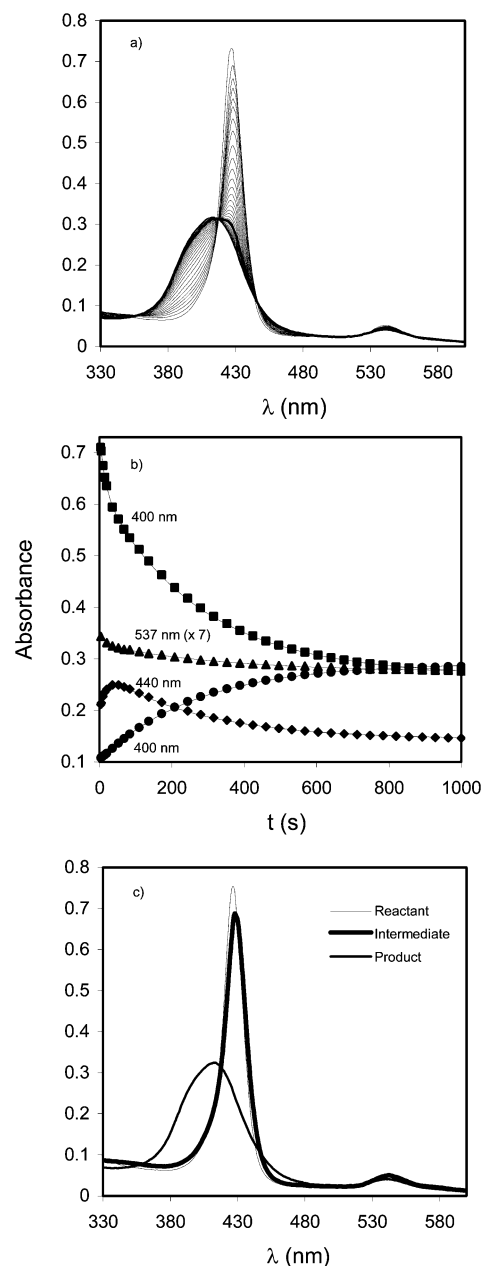 a)
0.8
0.7
0.6
0.5
0.4
0.3
0.2
0.1
0
330 380 430 480 530 580
λ (nm)
b)
0.7
0.6
0.5
0.4
0.3
0.2
0.1
Absorbance
400 nm
537 nm (x 7)
440 nm
400 nm
0 200 400 600 800 1000
t (s)
c)
0.8
0.7
0.6
0.5
0.4
0.3
0.2
0.1
0
Reactant
Intermediate
Product
330 380 430 480 530 580
λ (nm)